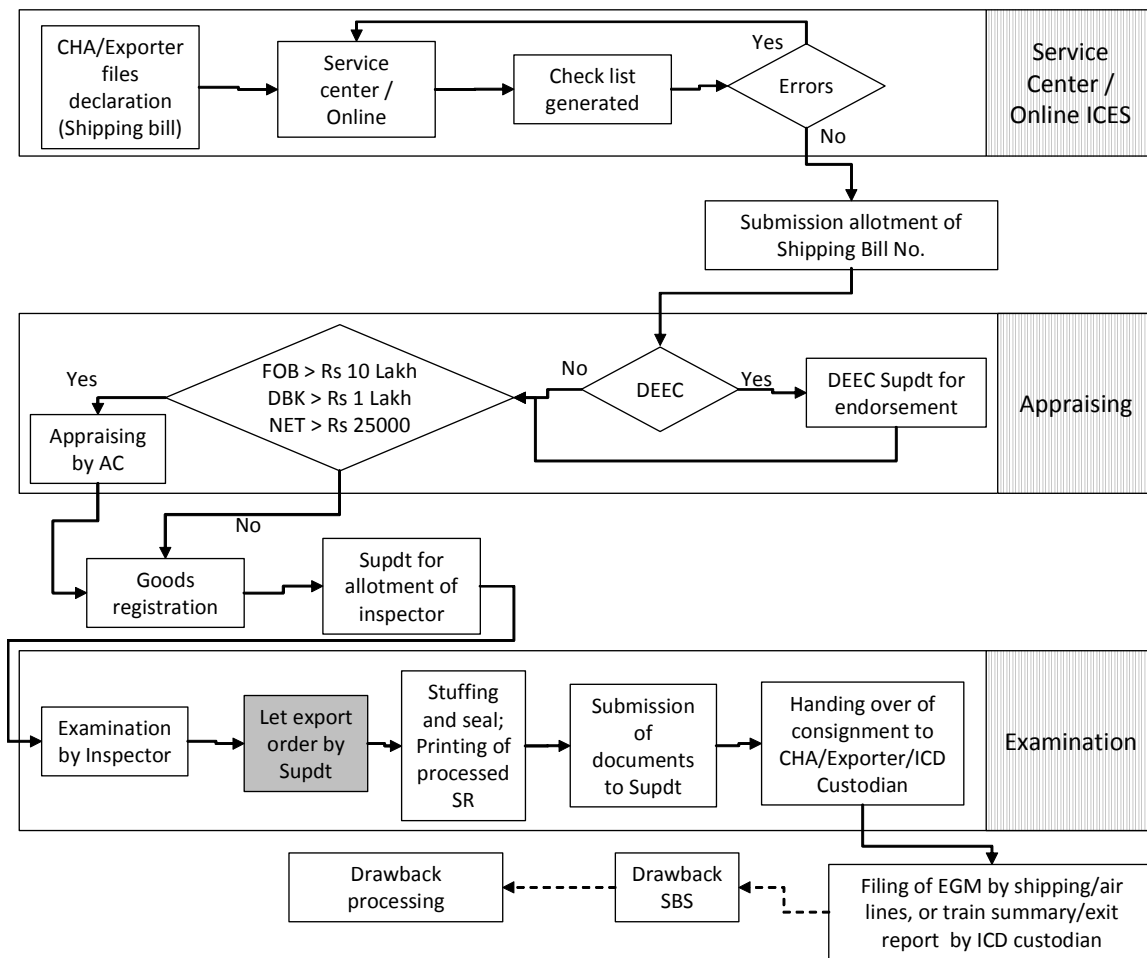 CHA/Exporter
files
declaration
(Shipping bill)
Service
center /
Online
Check list
generated
Yes
Errors
No
Service
Center /
Online ICES
Submission allotment of
Shipping Bill No.
Yes
FOB > Rs 10 Lakh
DBK > Rs 1 Lakh
NET > Rs 25000
No
DEEC
Yes
DEEC Supdt for
endorsement
Appraising
Appraising
by AC
No
Goods
registration
Supdt for
allotment of
inspector
Examination
by Inspector
Let export
order by
Supdt
Stuffing
and seal;
Printing of
processed
SR
Submission
of
documents
to Supdt
Handing over of
consignment to
CHA/Exporter/ICD
Custodian
Examination
Drawback
processing
Drawback
SBS
Filing of EGM by shipping/air
lines, or train summary/exit
report by ICD custodian